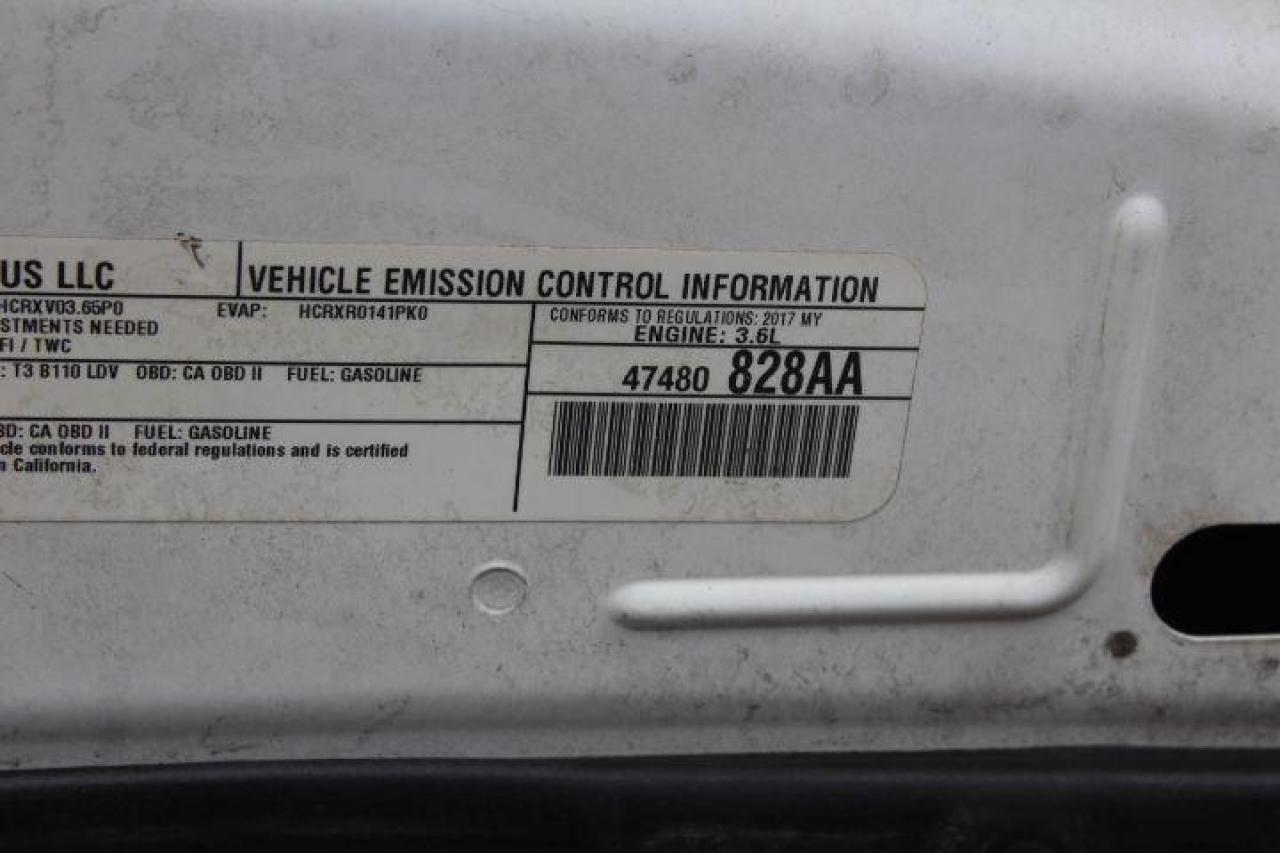 US LLC
VEHICLE EMISSION CONTROL INFORMATION
HCRXV03.65P0 EVAP: HCRXR0141PK0
STMENTS NEEDED
FI / TWC
: T3 B110 LDV OBD: CA OBD II FUEL: GASOLINE
BD: CA OBD II FUEL: GASOLINE
cle conforms to federal regulations and is certified
n California.
CONFORMS TO REGULATIONS: 2017 MY
ENGINE: 3.6L
47480 828AA